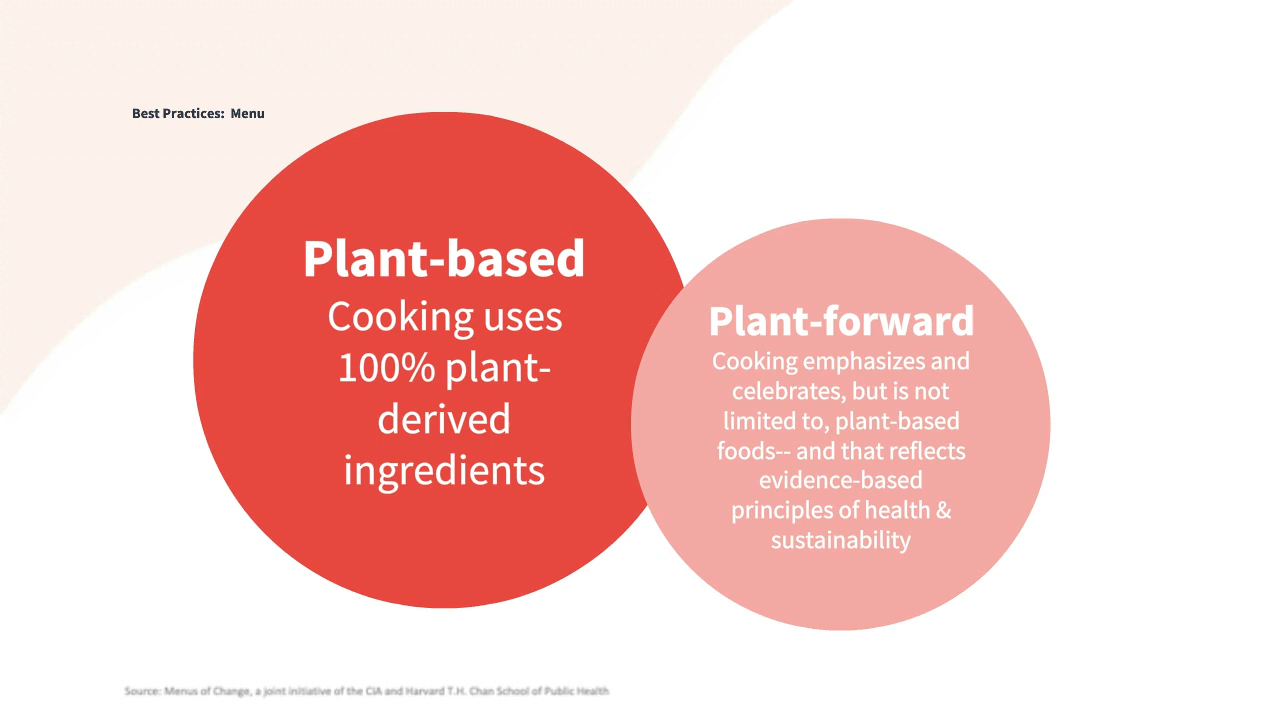 Best Practices:  Menu
Plant-based
Cooking uses
100% plant-
derived
ingredients
Plant-forward
Cooking emphasizes and
celebrates, but is not
limited to, plant-based
foods-- and that reflects
evidence-based
principles of health &
sustainability
Source: Menus of Change, a joint initiative of the CIA and Harvard T.H. Chan School of Public Health